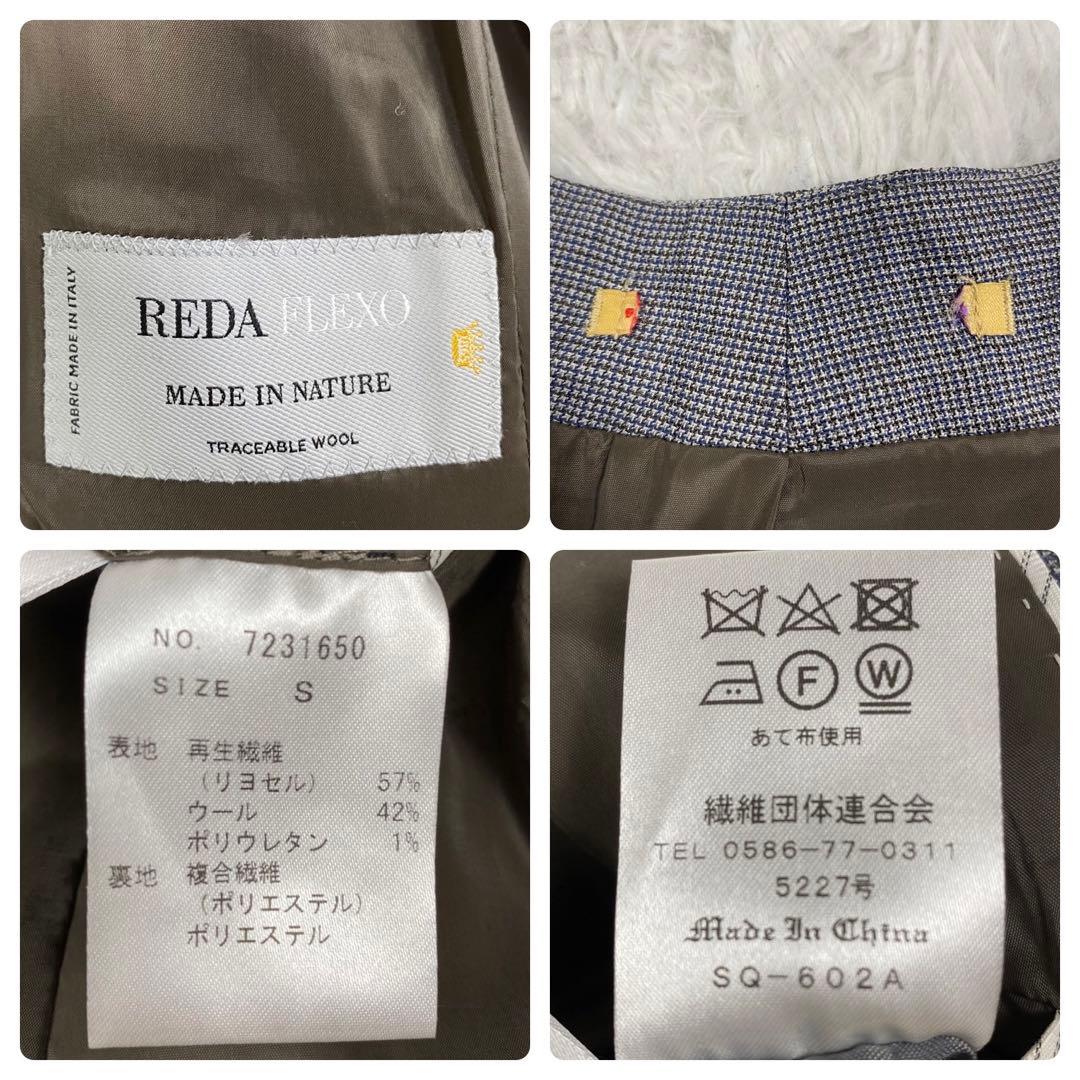 FABRIC MADE IN ITALY
REDA FLEXO
MADE IN NATURE
TRACEABLE WOOL
NO. 7231650
SIZE S
表地 再生繊維
(リヨセル) 57%
ウール 42%
ポリウレタン 1%
裏地 複合繊維
(ポリエステル)
ポリエステル
F W
あて布使用
繊維団体連合会
TEL 0586-77-0311
5227号
Made In China
SQ-602A